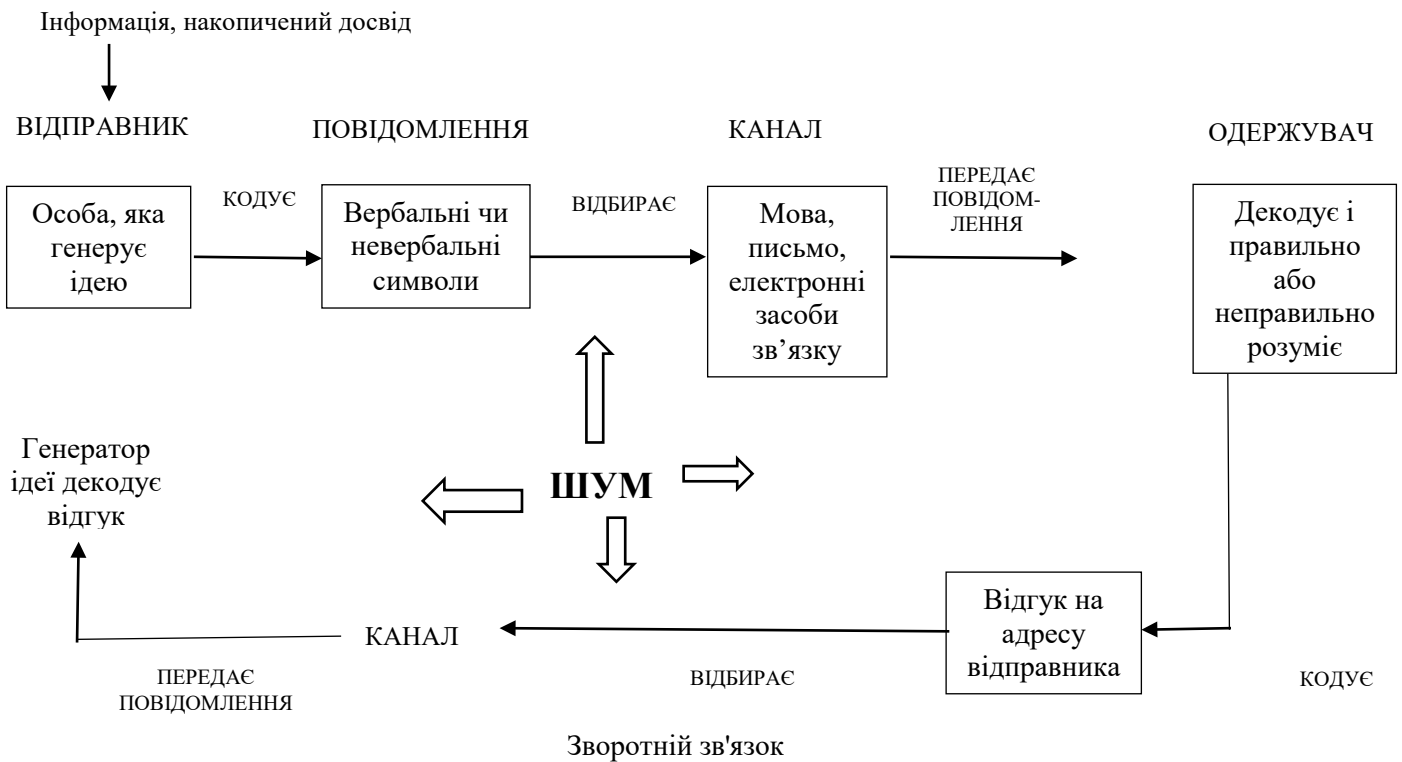 Інформація, накопичений досвід
ВІДПРАВНИК
ПОВІДОМЛЕННЯ
КАНАЛ
ОДЕРЖУВАЧ
Особа, яка
генерує
ідею
КОДУЄ
Вербальні чи
невербальні
символи
ВІДБИРАЄ
Мова,
письмо,
електронні
засоби
зв’язку
ПЕРЕДАЄ
ПОВІДОМ-
ЛЕННЯ
Декодує і
правильно
або
неправильно
розуміє
Генератор
ідеї декодує
відгук
ШУМ
Відгук на
адресу
відправника
КАНАЛ
ПЕРЕДАЄ
ПОВІДОМЛЕННЯ
ВІДБИРАЄ
КОДУЄ
Зворотній зв'язок